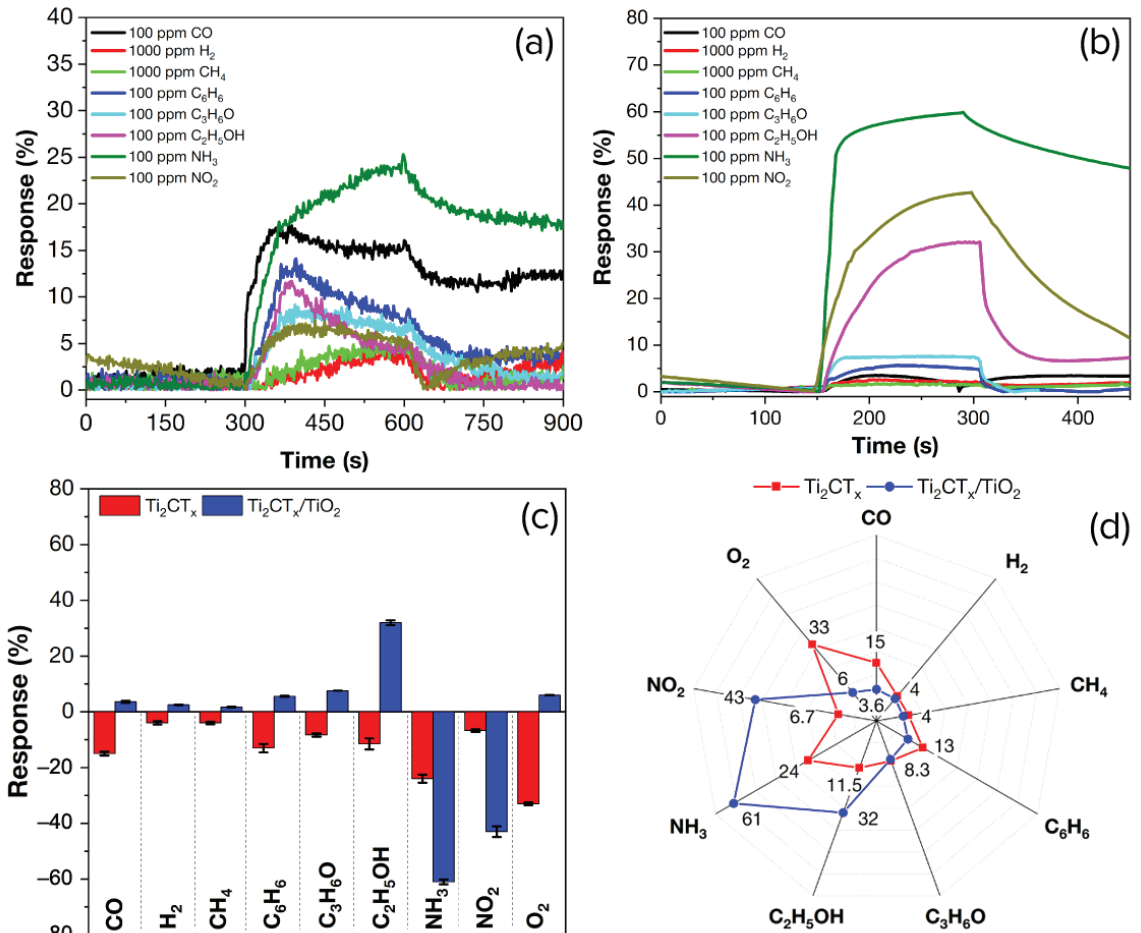 (a)
40
35
30
25
20
15
10
5
0
Response (%)
100 ppm CO
1000 ppm H₂
1000 ppm CH₄
100 ppm C₆H₆
100 ppm C₃H₆O
100 ppm C₂H₅OH
100 ppm NH₃
100 ppm NO₂
0 150 300 450 600 750 900
Time (s)
(b)
80
70
60
50
40
30
20
10
0
Response (%)
100 ppm CO
1000 ppm H₂
1000 ppm CH₄
100 ppm C₆H₆
100 ppm C₃H₆O
100 ppm C₂H₅OH
100 ppm NH₃
100 ppm NO₂
0 100 200 300 400
Time (s)
(c)
Ti₂CTₓ Ti₂CTₓ/TiO₂
80
60
40
20
0
−20
−40
−60
Response (%)
CO H₂ CH₄ C₆H₆ C₃H₆O C₂H₅OH NH₃ NO₂ O₂
Ti₂CTₓ Ti₂CTₓ/TiO₂
(d)
CO
O₂
H₂
33
15
NO₂
43
6
4
CH₄
6.7
3.6
4
13
24
8.3
11.5
NH₃
61
32
C₆H₆
C₂H₅OH
C₃H₆O